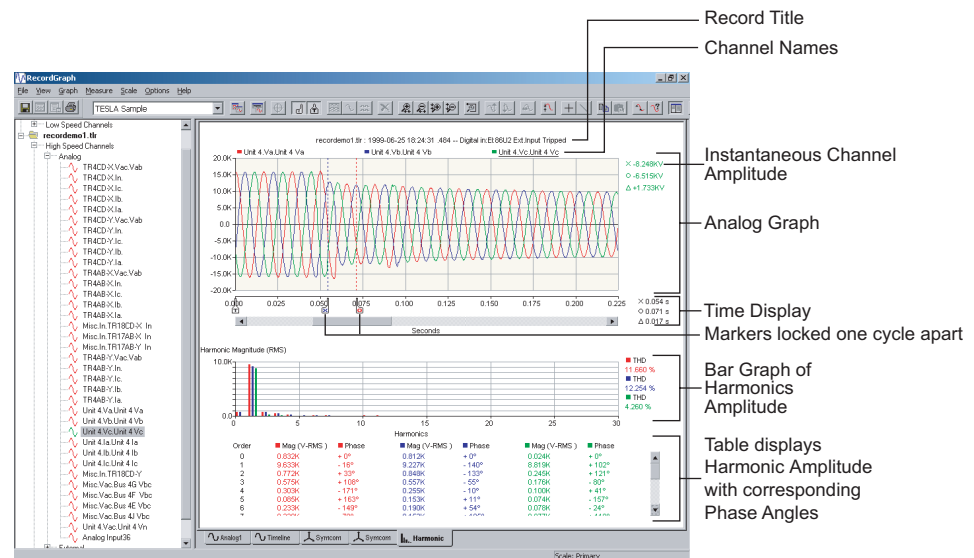 Record Title
Channel Names
RecordGraph
File View Graph Measure Scale Options Help
TESLA Sample
Low Speed Channels
recordemo1.tlr
High Speed Channels
Analog
TR4CD-X.Vac.Vab
TR4CD-X.In.
TR4CD-X.Ic.
TR4CD-X.Ib.
TR4CD-X.Ia.
TR4CD-Y.Vac.Vab
TR4CD-Y.In.
TR4CD-Y.Ic.
TR4CD-Y.Ib.
TR4CD-Y.Ia.
TR4AB-X.Vac.Vab
TR4AB-X.In.
TR4AB-X.Ic.
TR4AB-X.Ib.
TR4AB-X.Ia.
Misc.In.TR18CD-X In
Misc.In.TR17AB-X In
Misc.In.TR17AB-Y In
TR4AB-Y.Vac.Vab
TR4AB-Y.In.
TR4AB-Y.Ic.
TR4AB-Y.Ib.
TR4AB-Y.Ia.
Unit 4.Va.Unit 4 Va
Unit 4.Vb.Unit 4 Vb
Unit 4.Vc.Unit 4 Vc
Unit 4.Ia.Unit 4 Ia
Unit 4.Ib.Unit 4 Ib
Unit 4.Ic.Unit 4 Ic
Misc.In.TR18CD-Y
Misc.Vac.Bus 4G Vbc
Misc.Vac.Bus 4F Vbc
Misc.Vac.Bus 4E Vbc
Misc.Vac.Bus 4J Vbc
Unit 4.Vac.Unit 4 Vn
Analog Input36
External
recordemo1.tlr : 1999-06-25 18:24:31 .484 -- Digital in:El:86U2 Ext.Input Tripped
Unit 4.Va.Unit 4 Va Unit 4.Vb.Unit 4 Vb Unit 4.Vc.Unit 4 Vc
20.0K
15.0K
10.0K
5.0K
0.0
-5.0K
-10.0K
-15.0K
-20.0K
0.000 0.025 0.050 0.075 0.100 0.125 0.150 0.175 0.200 0.225
Seconds
× -8.248KV
○ -6.515KV
△ +1.733KV
× 0.054 s
○ 0.071 s
△ 0.017 s
Instantaneous Channel
Amplitude
Analog Graph
Time Display
Markers locked one cycle apart
Harmonic Magnitude (RMS)
10.0K
0.0
0 5 10 15 20 25 30
Harmonics
THD
11.660 %
THD
12.254 %
THD
4.260 %
Bar Graph of
Harmonics
Amplitude
Order Mag (V-RMS ) Phase Mag (V-RMS ) Phase Mag (V-RMS ) Phase
0 0.832K + 0° 0.812K + 0° 0.024K + 0°
1 9.633K - 16° 9.227K - 140° 8.819K + 102°
2 0.772K + 33° 0.848K - 133° 0.245K + 121°
3 0.575K + 108° 0.557K - 55° 0.176K - 80°
4 0.303K - 171° 0.255K - 10° 0.100K + 41°
5 0.085K + 163° 0.153K + 11° 0.074K - 157°
6 0.233K - 149° 0.190K + 54° 0.078K - 24°
Table displays
Harmonic Amplitude
with corresponding
Phase Angles
Analog1 Timeline Symcom Symcom Harmonic
Scale: Primary